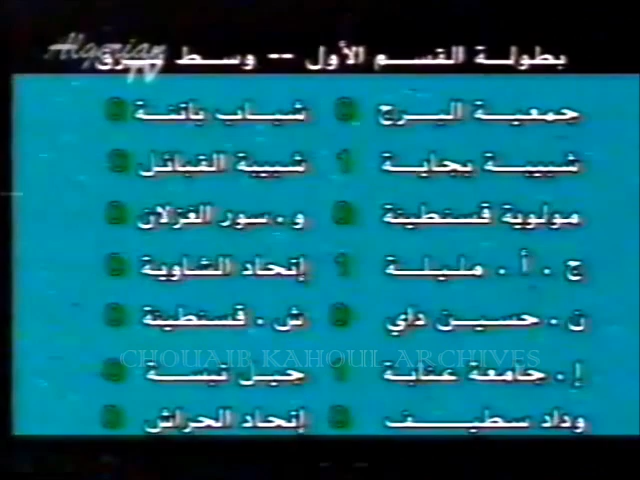 Algerian TV
بطولة القسم الأول -- وسط شرق
جمعية البرج 0 شباب باتنة 0
شبيبة بجاية 1 شبيبة القبائل 0
مولوية قسنطينة 0 و . سور الغزلان 0
ج . أ . مليلة 1 إتحاد الشاوية 0
ن . حسين داي 0 ش . قسنطينة 0
CHOUAIB KAHOUL ARCHIVES
إ . جامعة عنابة 1 جيل تبسة 0
وداد سطيف 0 إتحاد الحراش 0